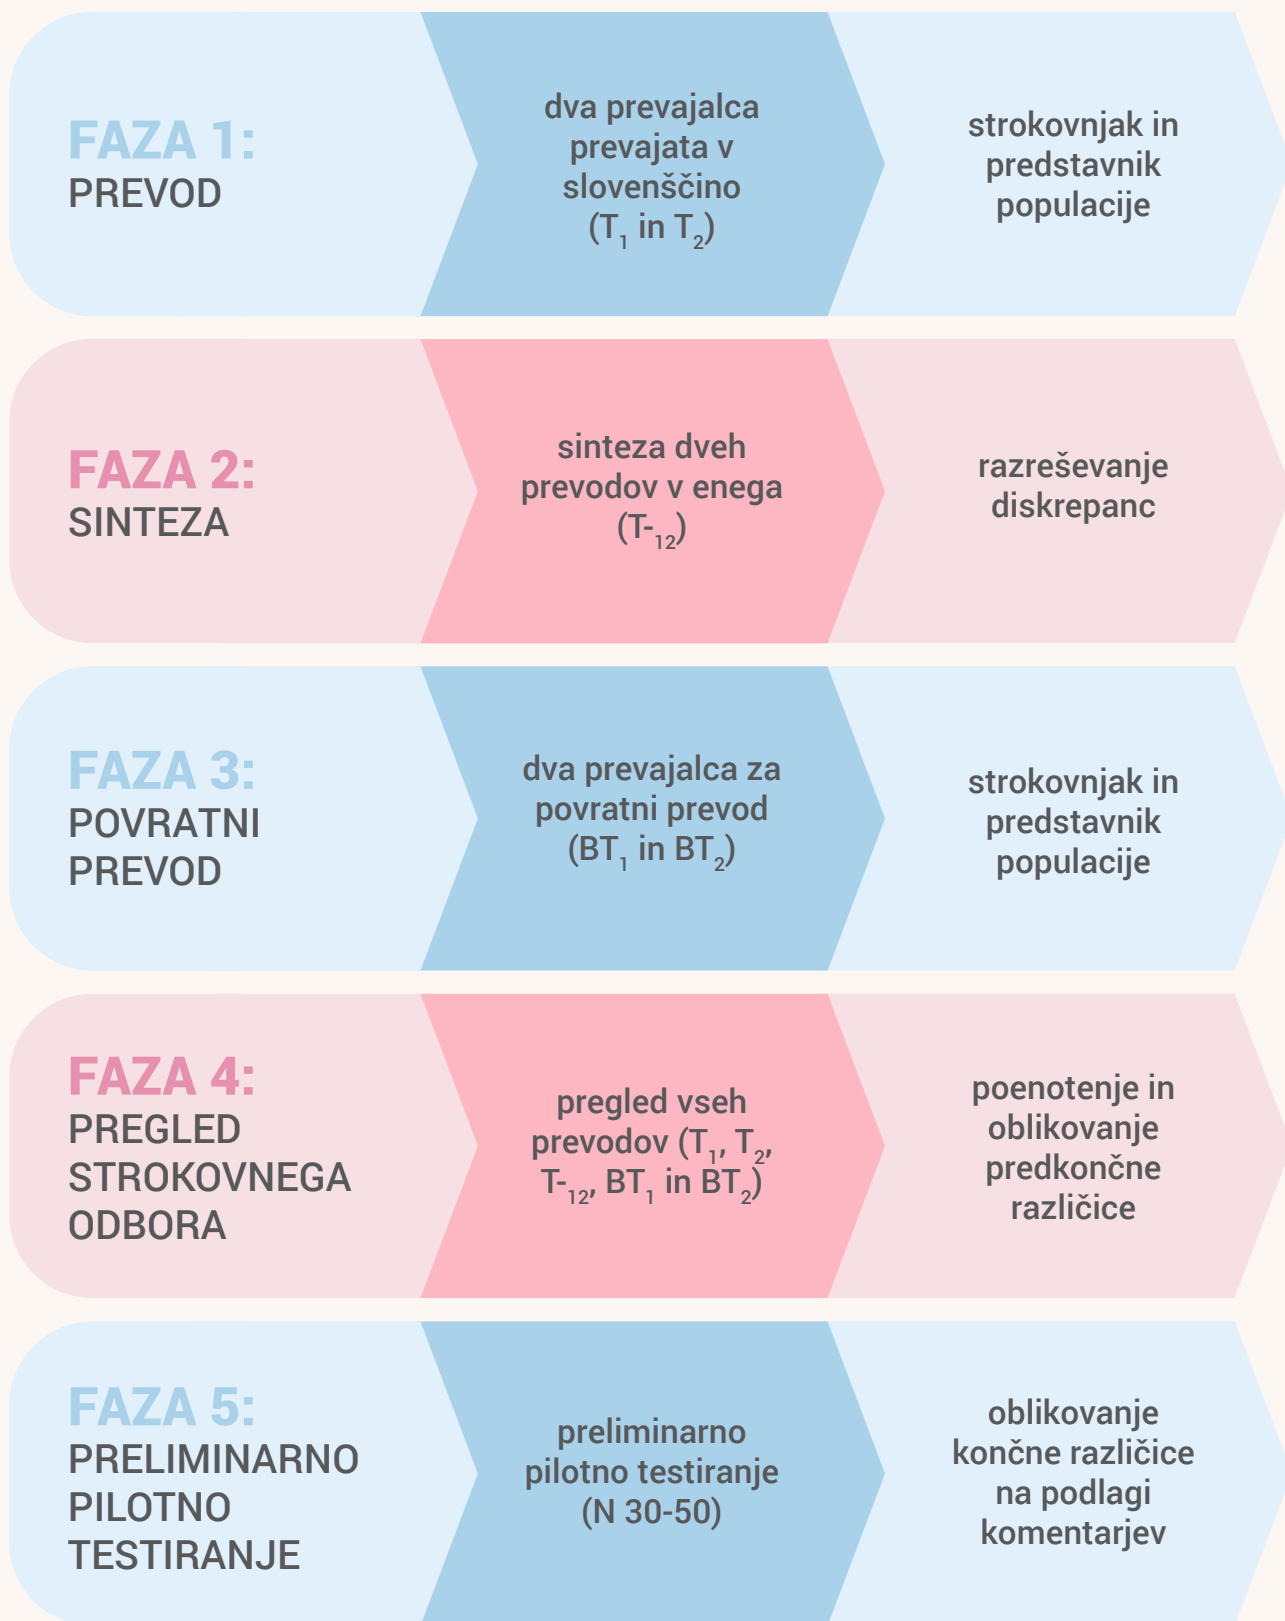 FAZA 1:
PREVOD
dva prevajalca
prevajata v
slovenščino
(T₁ in T₂)
strokovnjak in
predstavnik
populacije
FAZA 2:
SINTEZA
sinteza dveh
prevodov v enega
(T-₁₂)
razreševanje
diskrepanc
FAZA 3:
POVRATNI
PREVOD
dva prevajalca za
povratni prevod
(BT₁ in BT₂)
strokovnjak in
predstavnik
populacije
FAZA 4:
PREGLED
STROKOVNEGA
ODBORA
pregled vseh
prevodov (T₁, T₂,
T-₁₂, BT₁ in BT₂)
poenotenje in
oblikovanje
predkončne
različice
FAZA 5:
PRELIMINARNO
PILOTNO
TESTIRANJE
preliminarno
pilotno testiranje
(N 30-50)
oblikovanje
končne različice
na podlagi
komentarjev